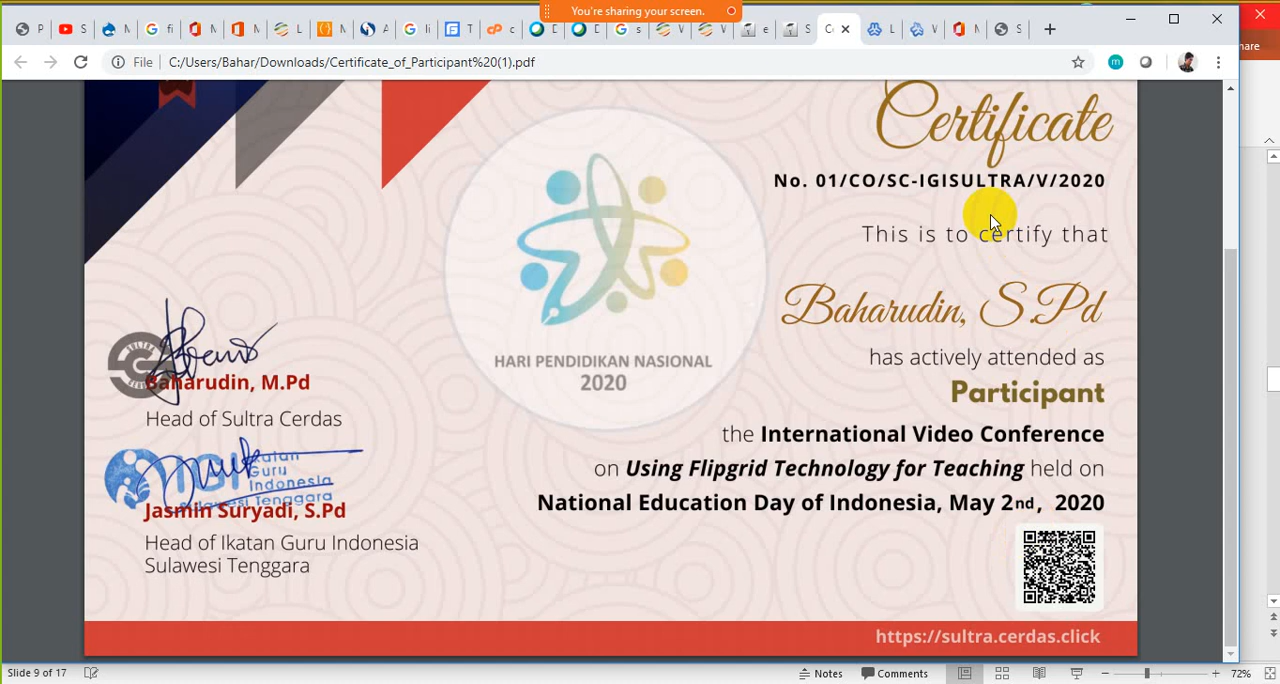 You're sharing your screen.
File C:/Users/Bahar/Downloads/Certificate_of_Participant%20(1).pdf
Certificate
No. 01/CO/SC-IGISULTRA/V/2020
This is to certify that
Baharudin, S.Pd
has actively attended as
Participant
the International Video Conference
on Using Flipgrid Technology for Teaching held on
National Education Day of Indonesia, May 2nd, 2020
HARI PENDIDIKAN NASIONAL
2020
Baharudin, M.Pd
Head of Sultra Cerdas
Ikatan
Guru
Indonesia
Sulawesi Tenggara
Jasmin Suryadi, S.Pd
Head of Ikatan Guru Indonesia
Sulawesi Tenggara
https://sultra.cerdas.click
Slide 9 of 17
Notes
Comments
72%